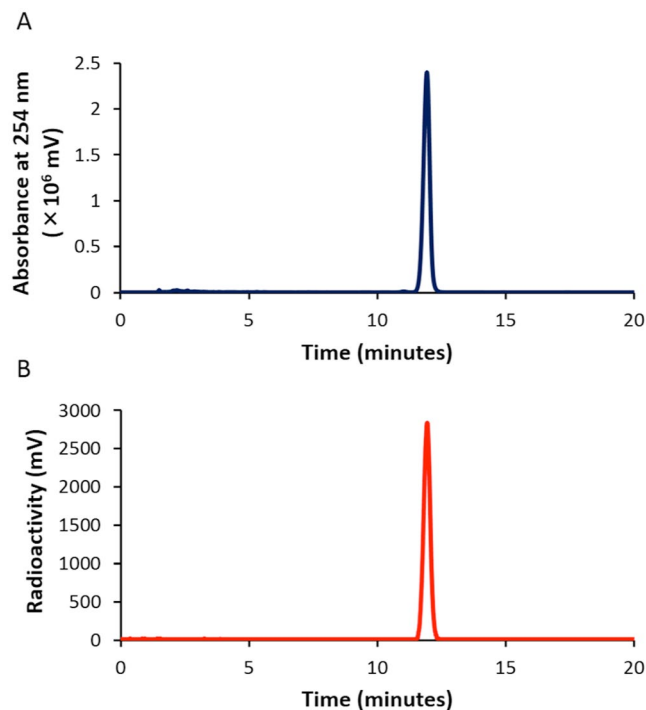 A
Absorbance at 254 nm
( ×10⁶ mV)
2.5
2
1.5
1
0.5
0
0 5 10 15 20
Time (minutes)
B
Radioactivity (mV)
3000
2500
2000
1500
1000
500
0
0 5 10 15 20
Time (minutes)